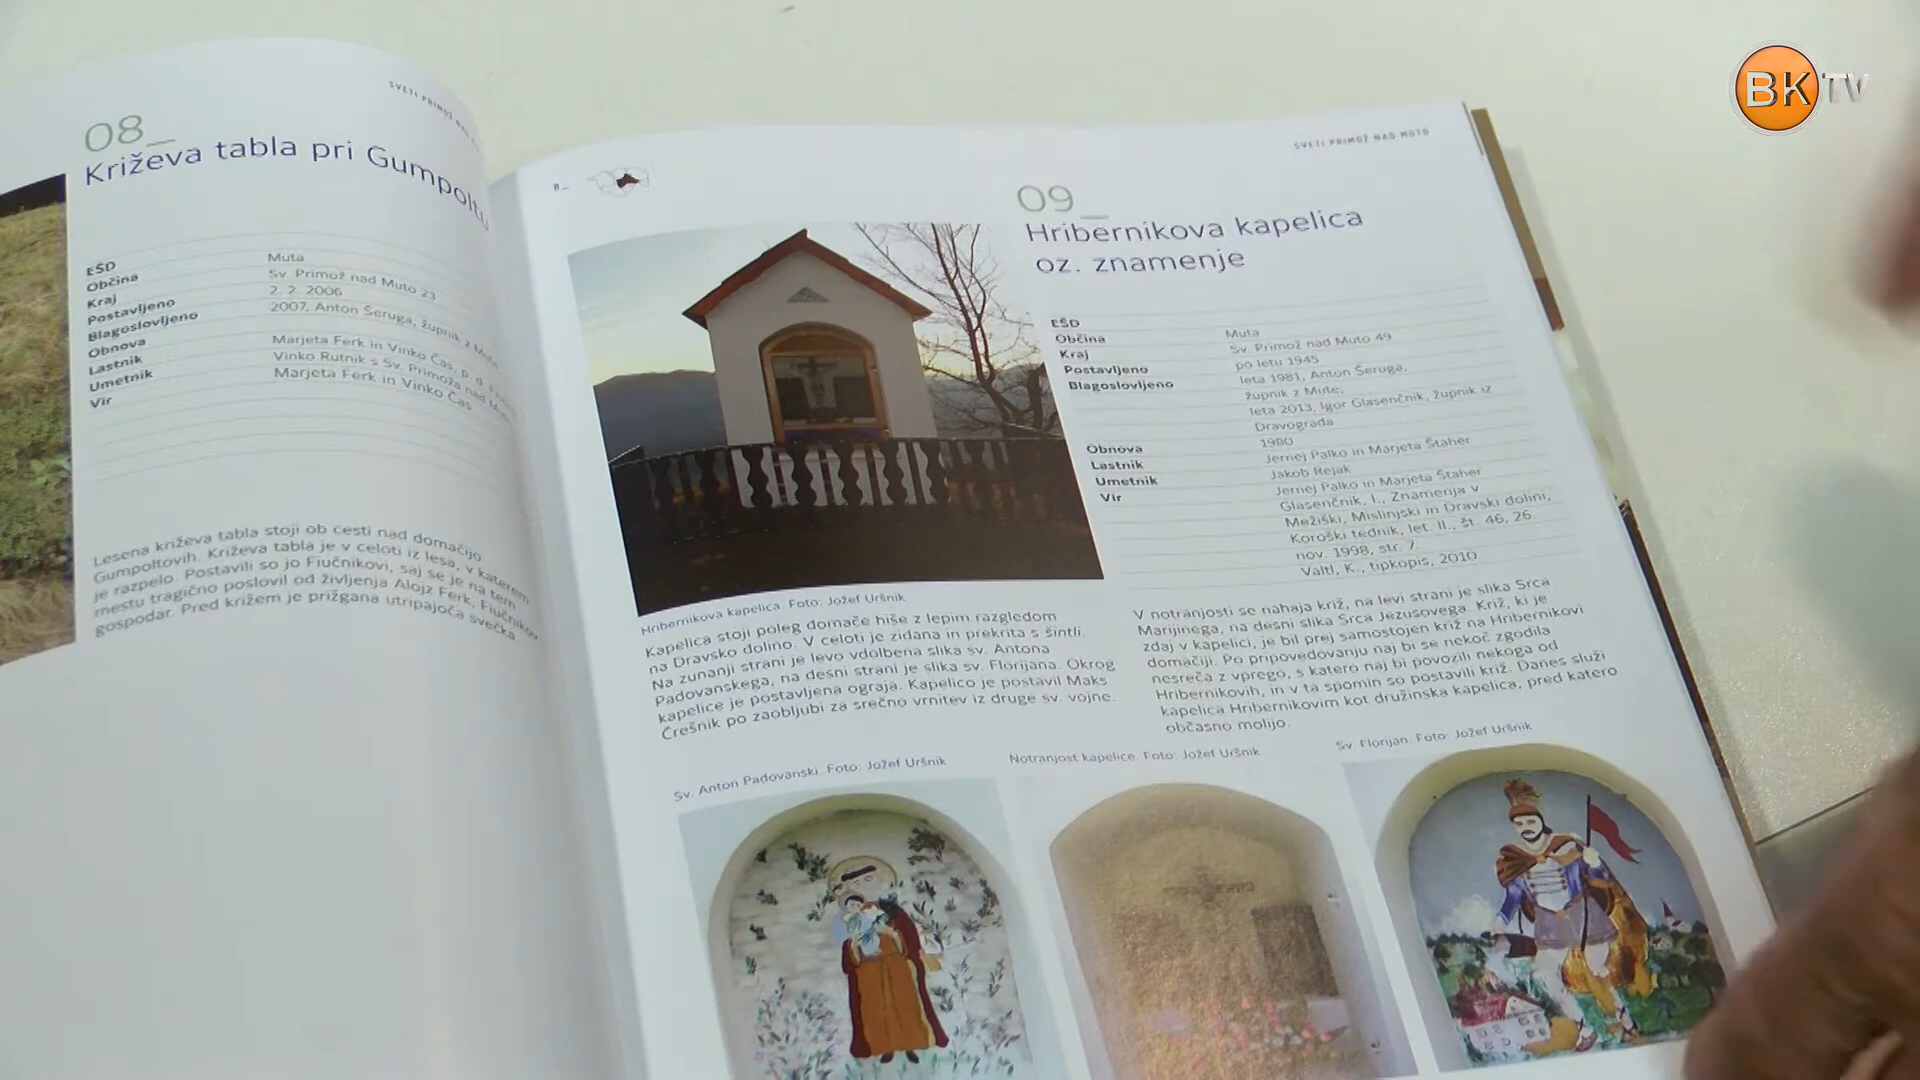 BK TV
SVETI PRIMOŽ NAD
08_
Križeva tabla pri Gumpoltu
EŠD
Občina Muta
Kraj Sv. Primož nad Muto 23
Postavljeno 2. 2. 2006
Blagoslovljeno 2007, Anton Šeruga, župnik z Mute
Obnova
Lastnik Marjeta Ferk in Vinko Čas, p. d.
Umetnik Vinko Rutnik s Sv. Primoža nad
Vir Marjeta Ferk in Vinko Čas
Lesena križeva tabla stoji ob cesti nad domačijo
Gumpoltovih. Križeva tabla je v celoti iz lesa, v katerem
je razpelo. Postavili so jo Fiučnikovi, saj se je na tem
mestu tragično poslovil od življenja Alojz Ferk, Fiučnikov
gospodar. Pred križem je prižgana utripajoča svečka
8_
SVETI PRIMOŽ NAD MUTO
09_
Hribernikova kapelica
oz. znamenje
EŠD
Občina Muta
Kraj Sv. Primož nad Muto 49
Postavljeno po letu 1945
Blagoslovljeno leta 1981, Anton Šeruga,
župnik z Mute,
leta 2013, Igor Glasenčnik, župnik iz
Dravograda
Obnova 1980
Lastnik Jernej Palko in Marjeta Štaher
Umetnik Jakob Rejak
Vir Jernej Palko in Marjeta Štaher
Glasenčnik, I., Znamenja v
Mežiški, Mislinjski in Dravski dolini,
Koroški tednik, let. II., št. 46, 26.
nov. 1998, str. 7.
Valtl, K., tipkopis, 2010.
Hribernikova kapelica. Foto: Jožef Uršnik
Kapelica stoji poleg domače hiše z lepim razgledom
na Dravsko dolino. V celoti je zidana in prekrita s šintli.
Na zunanji strani je levo vdolbena slika sv. Antona
Padovanskega, na desni strani je slika sv. Florijana. Okrog
kapelice je postavljena ograja. Kapelico je postavil Maks
Črešnik po zaobljubi za srečno vrnitev iz druge sv. vojne.
V notranjosti se nahaja križ, na levi strani je slika Srca
Marijinega, na desni slika Srca Jezusovega. Križ, ki je
zdaj v kapelici, je bil prej samostojen križ na Hribernikovi
domačiji. Po pripovedovanju naj bi se nekoč zgodila
nesreča z vprego, s katero naj bi povozili nekoga od
Hribernikovih, in v ta spomin so postavili križ. Danes služi
kapelica Hribernikovim kot družinska kapelica, pred katero
občasno molijo.
Sv. Anton Padovanski. Foto: Jožef Uršnik
Notranjost kapelice. Foto: Jožef Uršnik
Sv. Florijan. Foto: Jožef Uršnik